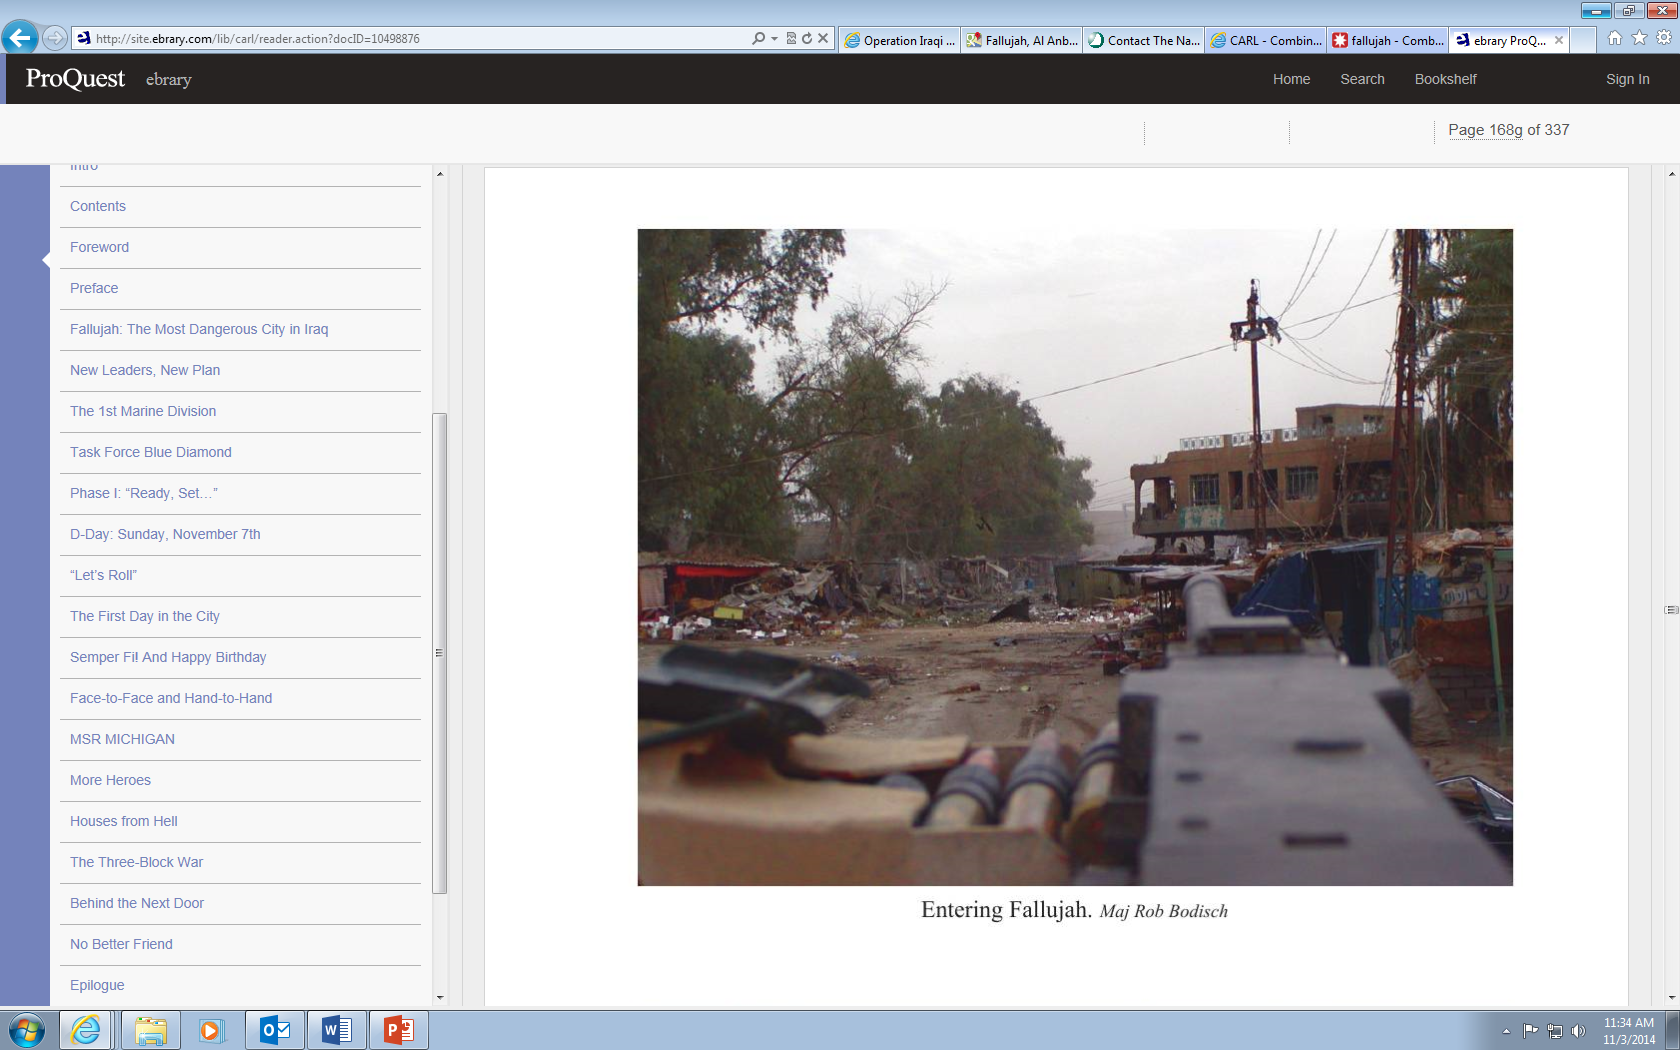 http://site.ebrary.com/lib/carl/reader.action?docID=10498876
Operation Iraqi ...
Fallujah, Al Anb...
Contact The Na...
CARL - Combin...
fallujah - Comb...
ebrary ProQ...
ProQuest ebrary
Home Search Bookshelf Sign In
Page 168g of 337
Intro
Contents
Foreword
Preface
Fallujah: The Most Dangerous City in Iraq
New Leaders, New Plan
The 1st Marine Division
Task Force Blue Diamond
Phase I: “Ready, Set…”
D-Day: Sunday, November 7th
“Let’s Roll”
The First Day in the City
Semper Fi! And Happy Birthday
Face-to-Face and Hand-to-Hand
MSR MICHIGAN
More Heroes
Houses from Hell
The Three-Block War
Behind the Next Door
No Better Friend
Epilogue
Entering Fallujah. Maj Rob Bodisch
11:34 AM
11/3/2014